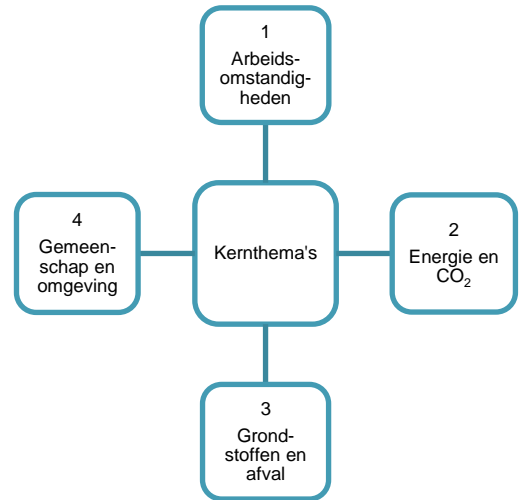 1
Arbeids-
omstandig-
heden
4
Gemeen-
schap en
omgeving
Kernthema's
2
Energie en
CO₂
3
Grond-
stoffen en
afval